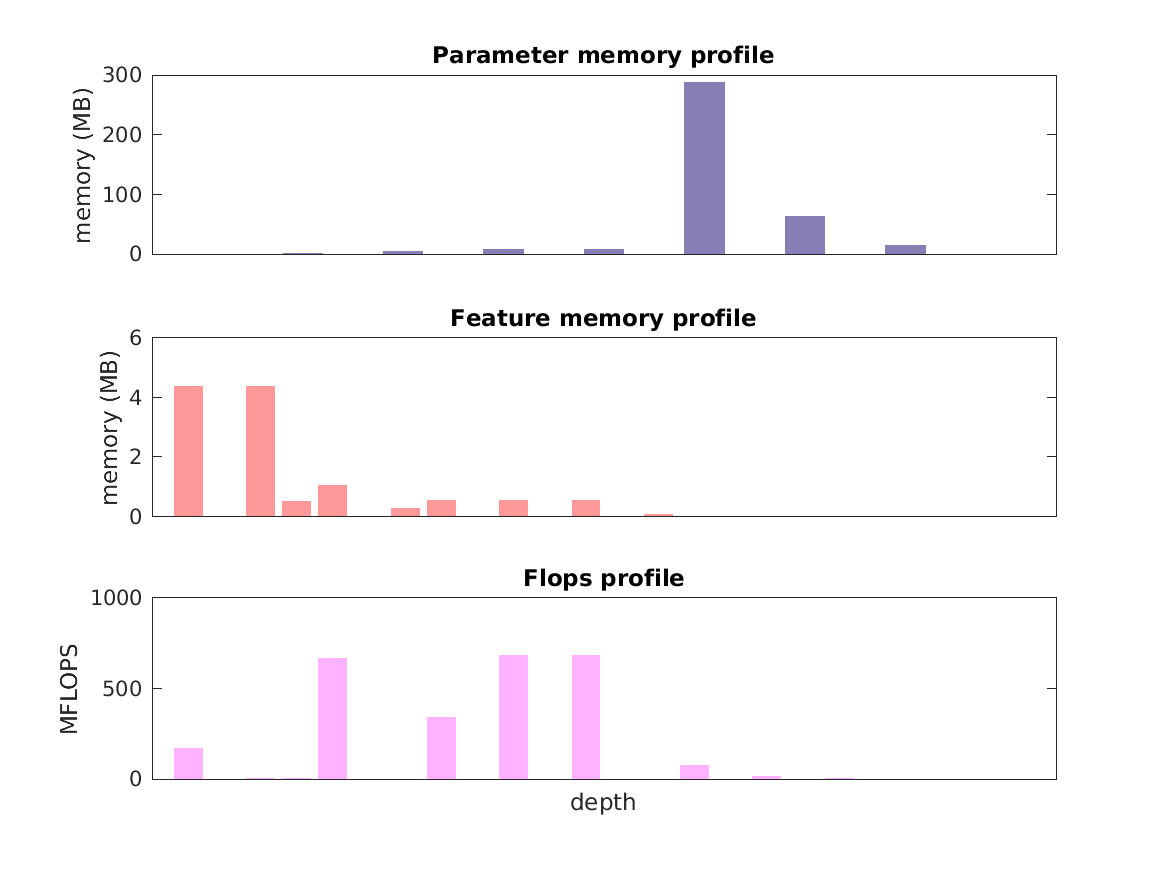 Parameter memory profile
300
200
100
0
memory (MB)
Feature memory profile
6
4
2
0
memory (MB)
Flops profile
1000
500
0
MFLOPS
depth